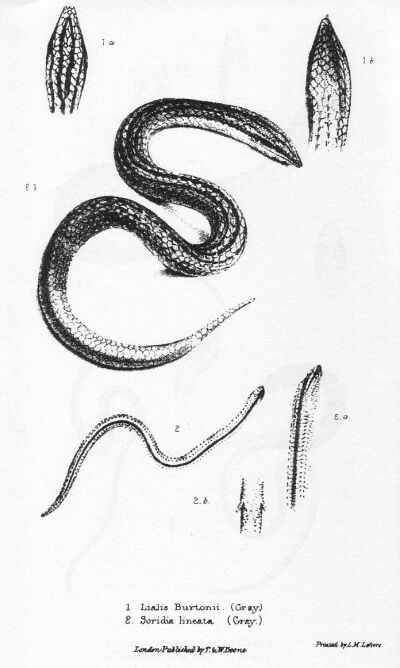 1 a
1 b
f 1
2
2. a
2. b.
1 Lialis Burtonii. (Gray)
2. Soridia lineata (Gray.)
London Published by T. & W. Boone.
Printed by L. M. Lefevre